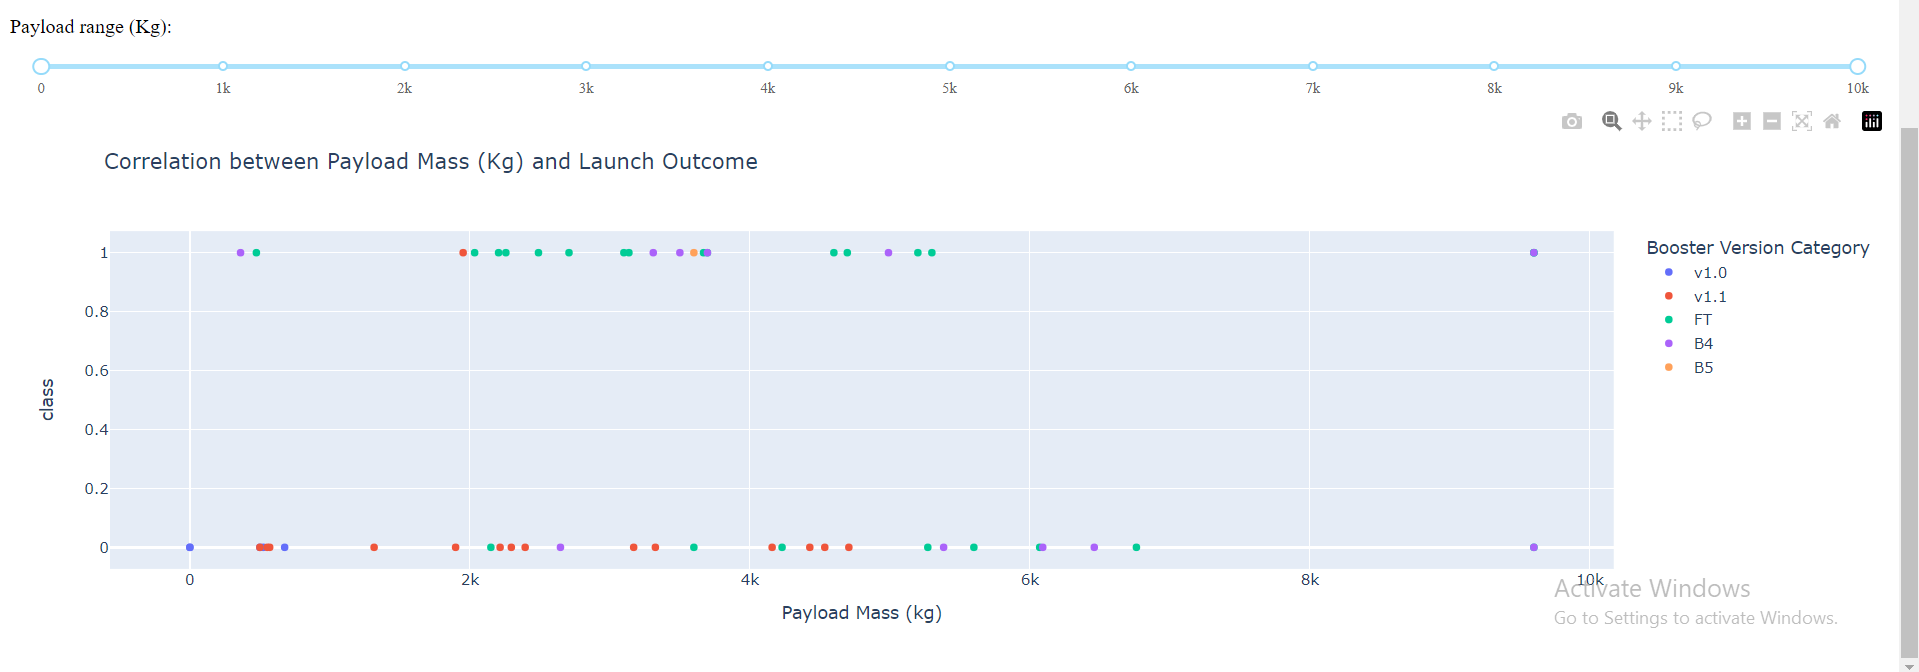 Payload range (Kg):
0 1k 2k 3k 4k 5k 6k 7k 8k 9k 10k
Correlation between Payload Mass (Kg) and Launch Outcome
Booster Version Category
v1.0
v1.1
FT
B4
B5
1
0.8
0.6
0.4
0.2
0
class
0 2k 4k 6k 8k 10k
Payload Mass (kg)
Activate Windows
Go to Settings to activate Windows.